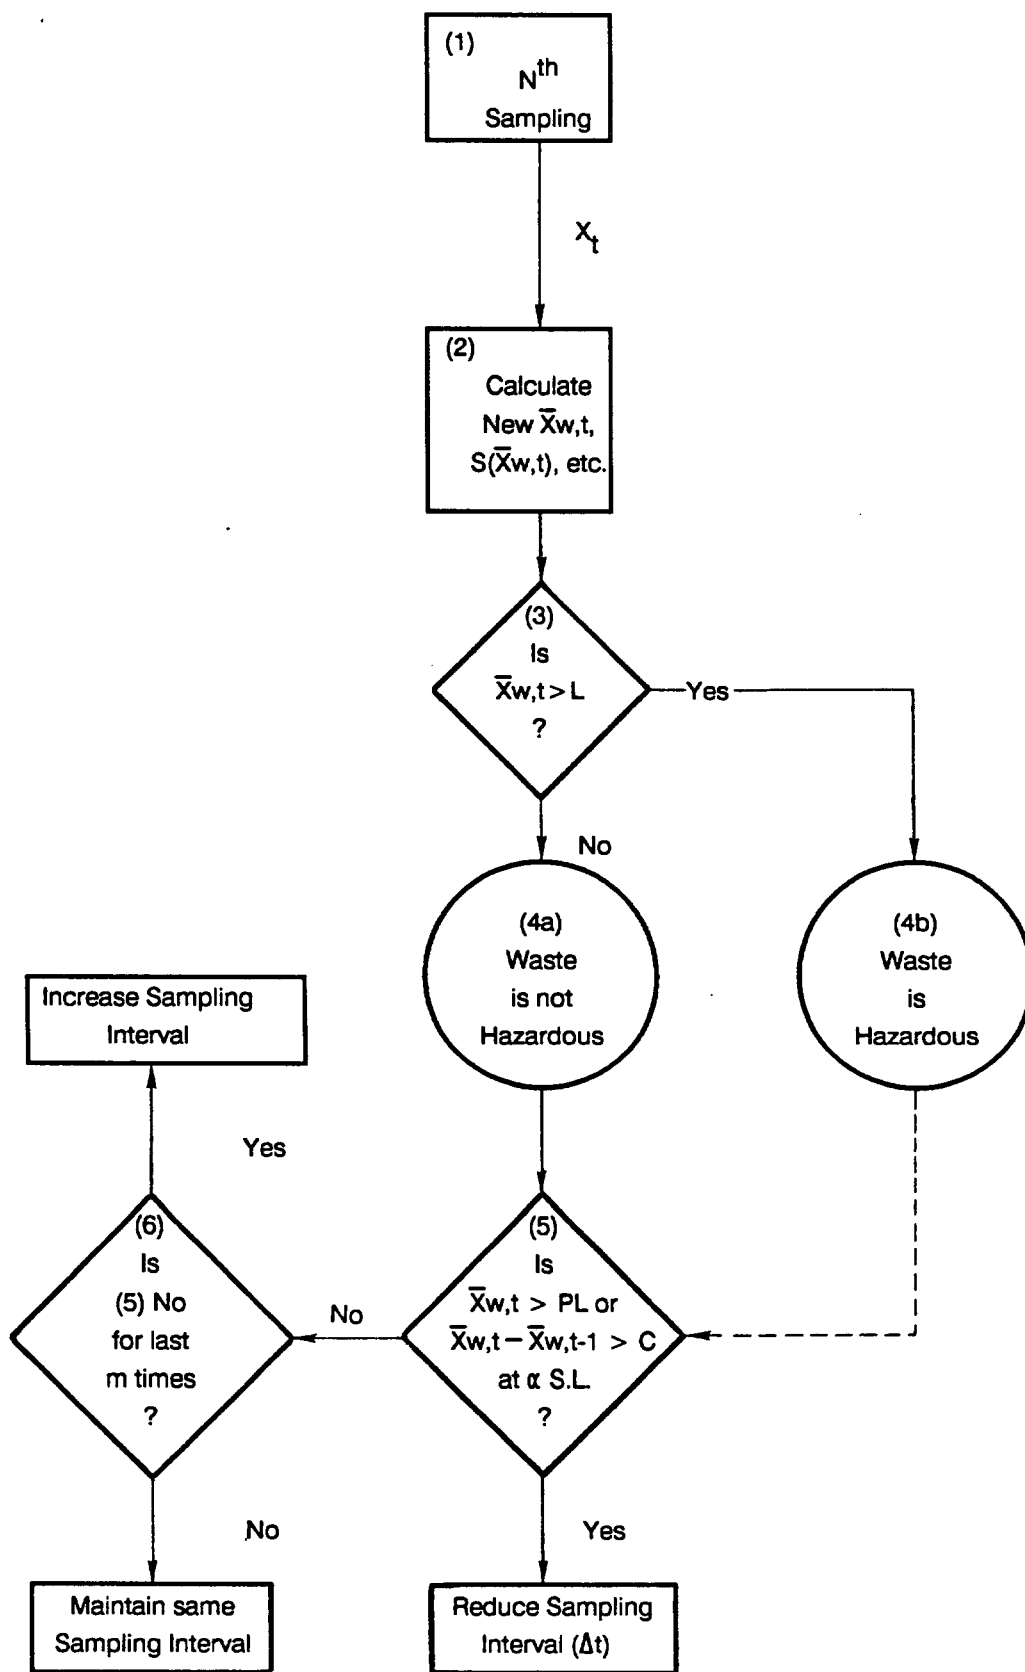 (1)
Nth
Sampling
Xt
(2)
Calculate
New X̅w,t,
S(X̅w,t), etc.
(3)
Is
X̅w,t > L
?
Yes
No
(4a)
Waste
is not
Hazardous
(4b)
Waste
is
Hazardous
Increase Sampling
Interval
Yes
(6)
Is
(5) No
for last
m times
?
No
(5)
Is
X̅w,t > PL or
X̅w,t − X̅w,t-1 > C
at α S.L.
?
No
Yes
Maintain same
Sampling Interval
Reduce Sampling
Interval (Δt)